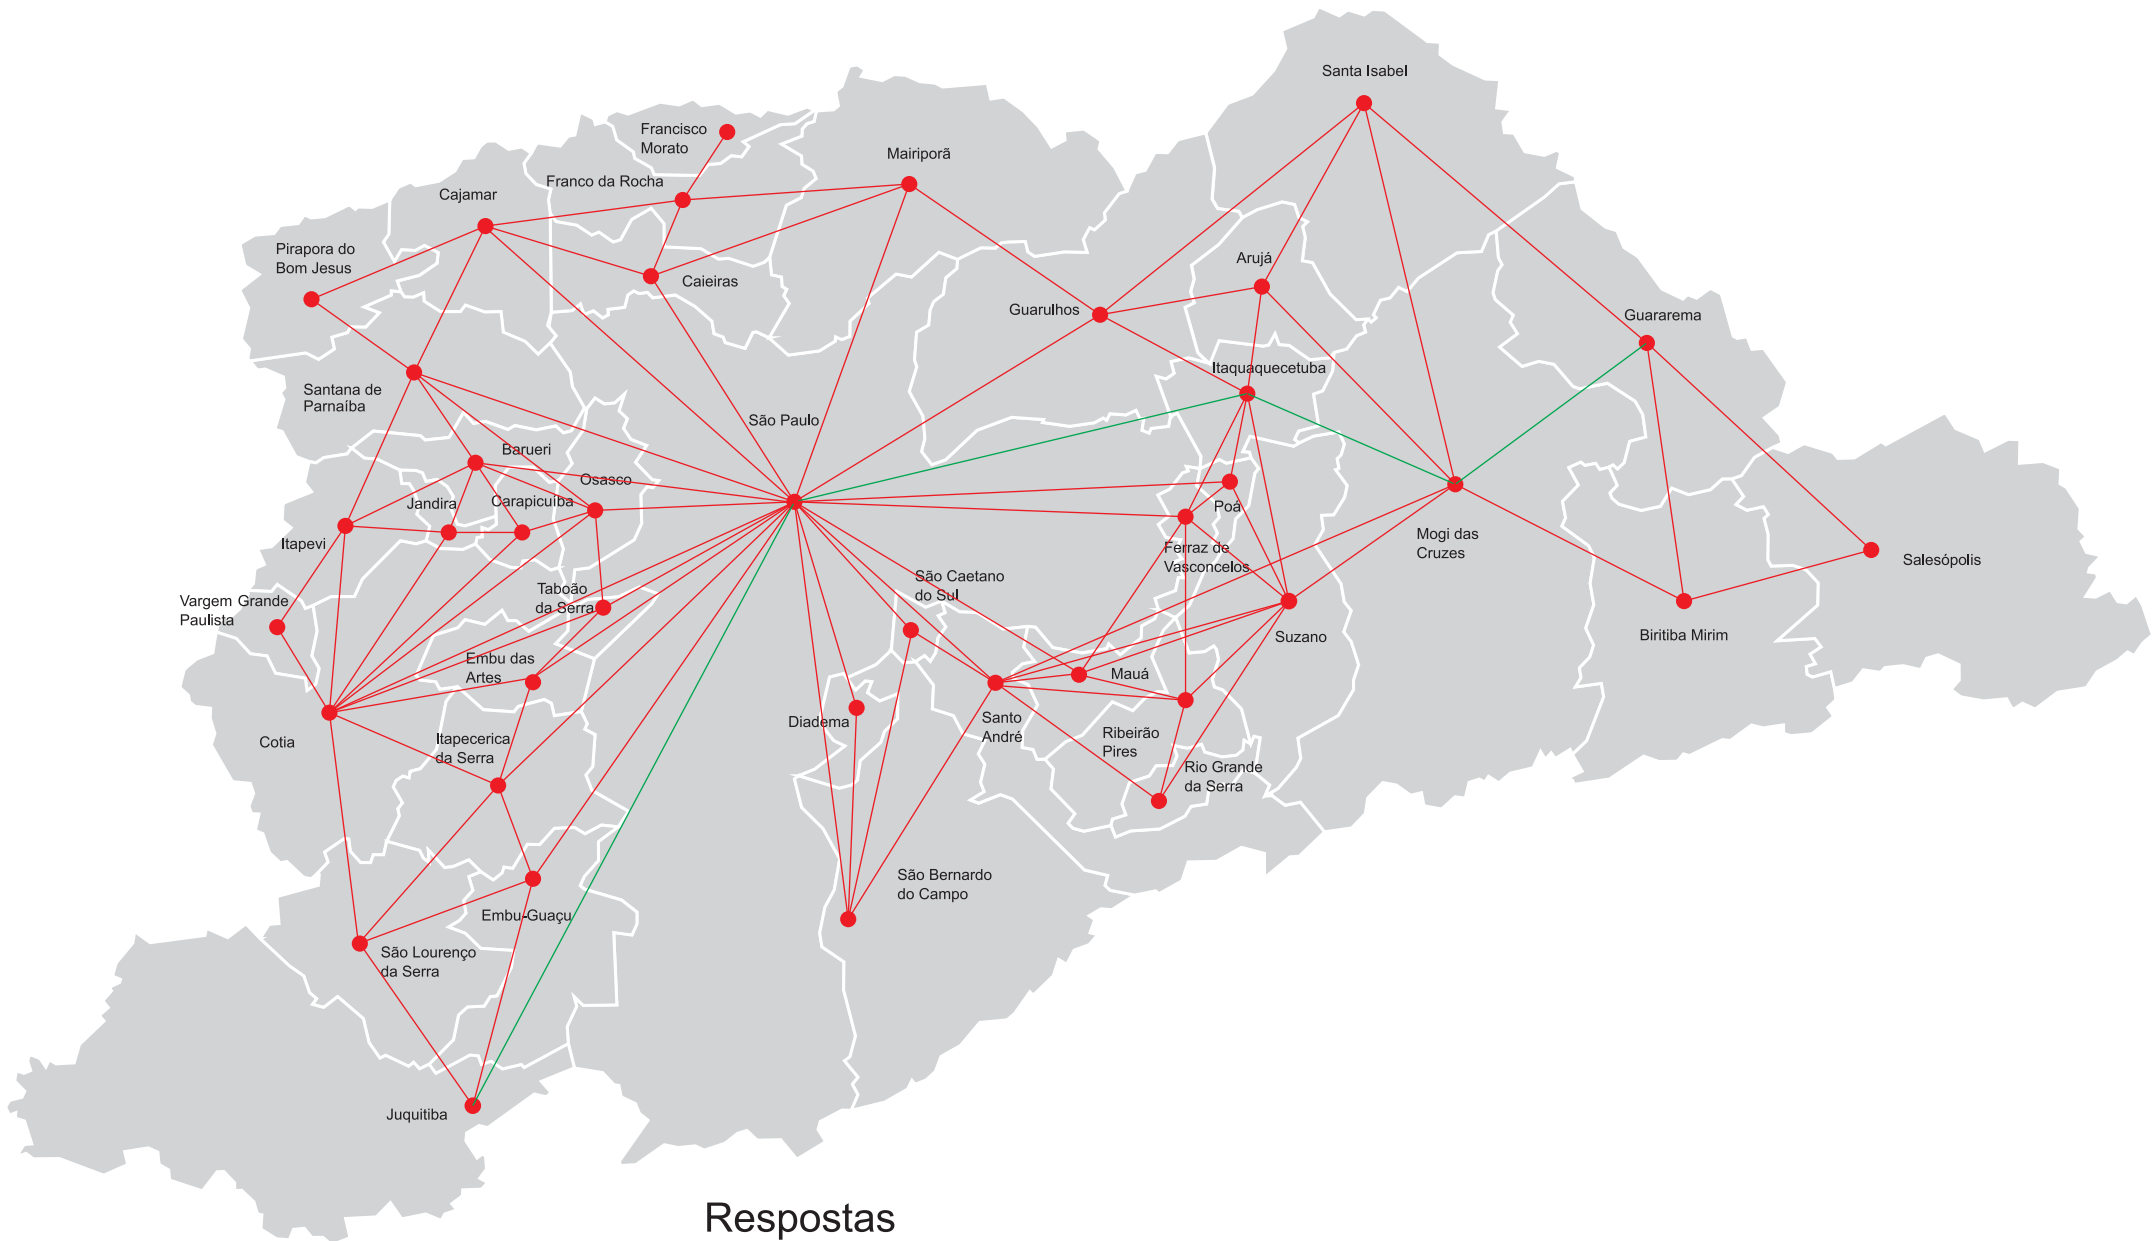 Santa Isabel
Francisco
Morato
Mairiporã
Franco da Rocha
Cajamar
Pirapora do
Bom Jesus
Arujá
Caieiras
Guarulhos
Guararema
Itaquaquecetuba
Santana de
Parnaíba
São Paulo
Barueri
Osasco
Jandira
Carapicuíba
Poá
Itapevi
Ferraz de
Vasconcelos
Mogi das
Cruzes
Salesópolis
São Caetano
do Sul
Taboão
da Serra
Vargem Grande
Paulista
Suzano
Biritiba Mirim
Embu das
Artes
Mauá
Diadema
Santo
André
Cotia
Itapecerica
da Serra
Ribeirão
Pires
Rio Grande
da Serra
São Bernardo
do Campo
Embu-Guaçu
São Lourenço
da Serra
Juquitiba
Respostas